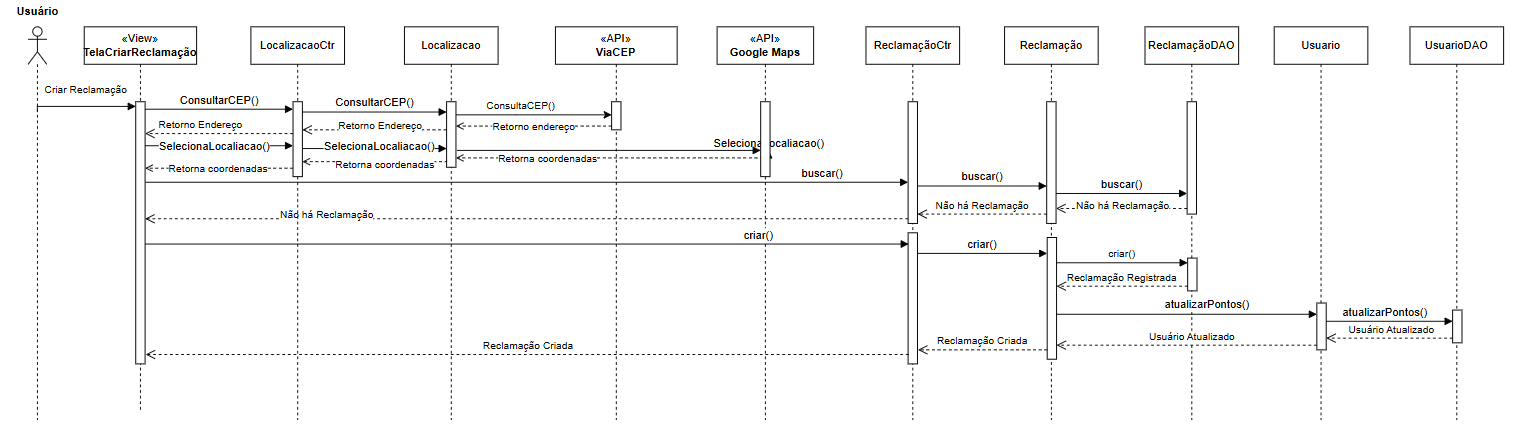 Usuário
«View»
TelaCriarReclamação
LocalizacaoCtr
Localizacao
«API»
ViaCEP
«API»
Google Maps
ReclamaçãoCtr
Reclamação
ReclamaçãoDAO
Usuario
UsuarioDAO
Criar Reclamação
ConsultarCEP()
ConsultarCEP()
ConsultaCEP()
Retorno Endereço
Retorno Endereço
Retorno endereço
SelecionaLocaliacao()
SelecionaLocaliacao()
SelecionaLocaliacao()
Retorna coordenadas
Retorna coordenadas
Retorna coordenadas
buscar()
buscar()
buscar()
Não há Reclamação
Não há Reclamação
Não há Reclamação
criar()
criar()
criar()
Reclamação Registrada
atualizarPontos()
atualizarPontos()
Usuário Atualizado
Usuário Atualizado
Reclamação Criada
Reclamação Criada